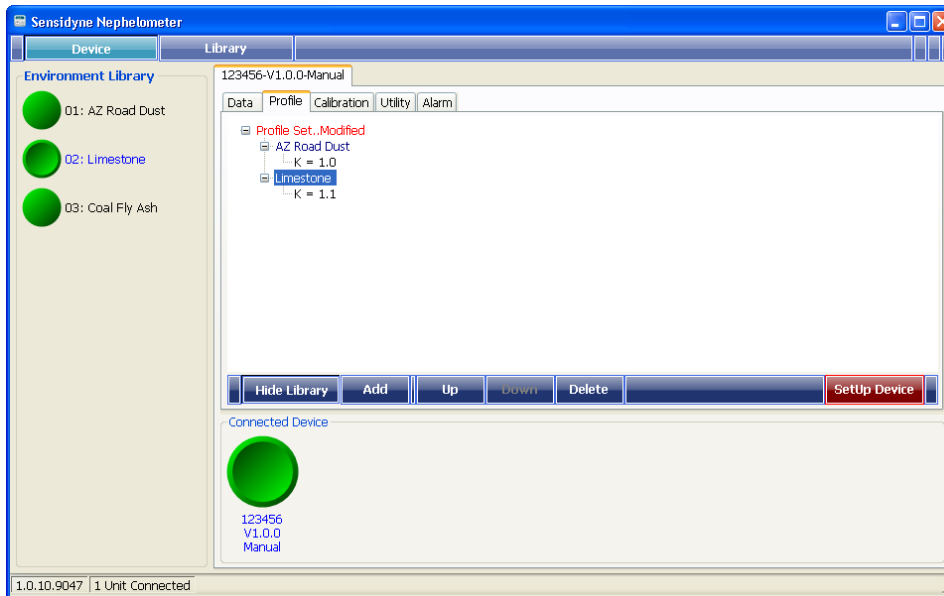 Sensidyne Nephelometer
Device Library
Environment Library
01: AZ Road Dust
02: Limestone
03: Coal Fly Ash
123456-V1.0.0-Manual
Data Profile Calibration Utility Alarm
Profile Set..Modified
AZ Road Dust
K = 1.0
Limestone
K = 1.1
Hide Library Add Up Down Delete SetUp Device
Connected Device
123456
V1.0.0
Manual
1.0.10.9047 1 Unit Connected